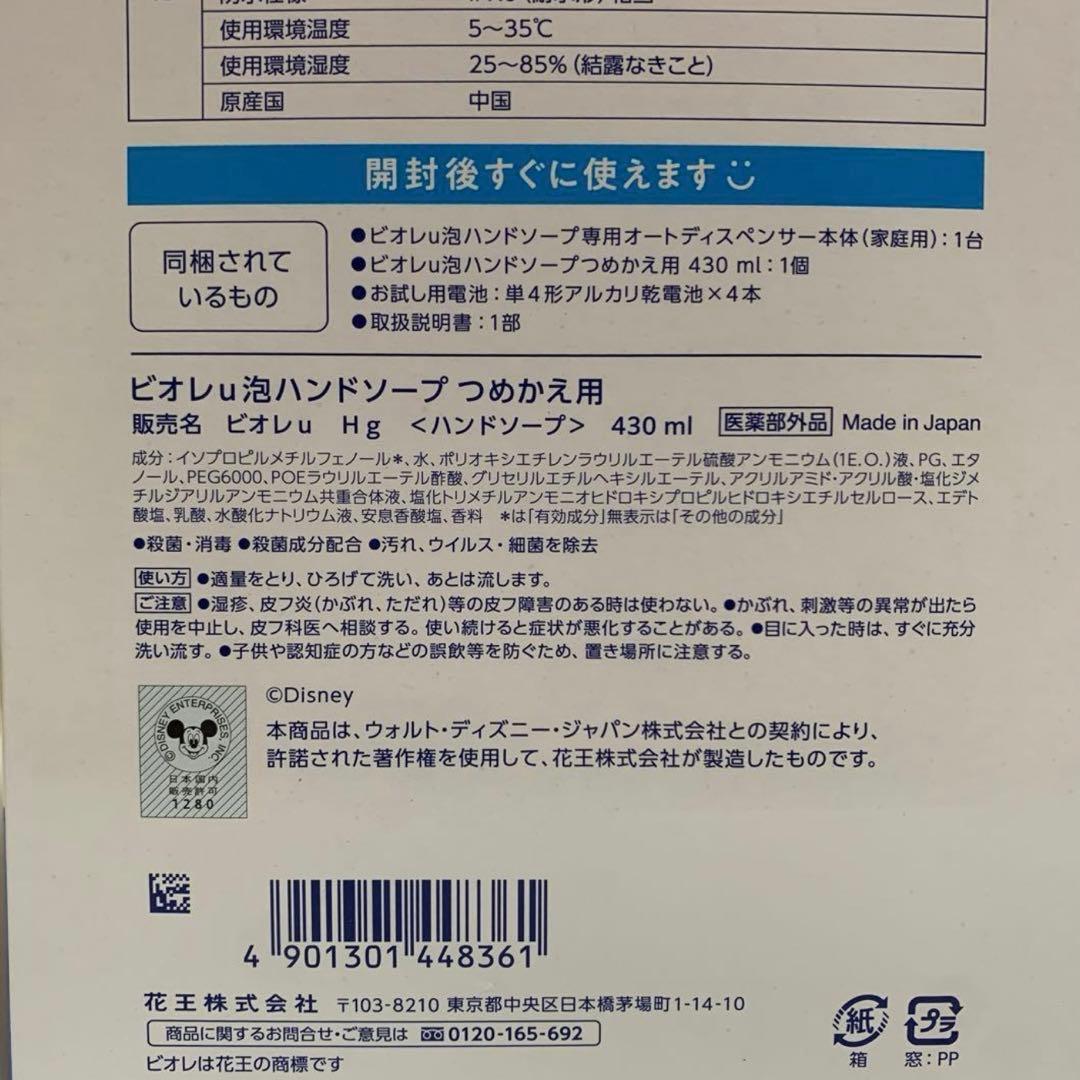 使用環境温度 5〜35℃
使用環境湿度 25〜85%(結露なきこと)
原産国 中国
開封後すぐに使えます
同梱されて
いるもの
●ビオレu泡ハンドソープ専用オートディスペンサー本体(家庭用):1台
●ビオレu泡ハンドソープつめかえ用 430 ml:1個
●お試し用電池:単4形アルカリ乾電池×4本
●取扱説明書:1部
ビオレu泡ハンドソープ つめかえ用
販売名 ビオレu Hg <ハンドソープ> 430 ml 医薬部外品 Made in Japan
成分:イソプロピルメチルフェノール*、水、ポリオキシエチレンラウリルエーテル硫酸アンモニウム(1E.O.)液、PG、エタ
ノール、PEG6000、POEラウリルエーテル酢酸、グリセリルエチルヘキシルエーテル、アクリルアミド・アクリル酸・塩化ジメ
チルジアリルアンモニウム共重合体液、塩化トリメチルアンモニオヒドロキシプロピルヒドロキシエチルセルロース、エデト
酸塩、乳酸、水酸化ナトリウム液、安息香酸塩、香料 *は「有効成分」無表示は「その他の成分」
●殺菌・消毒 ●殺菌成分配合 ●汚れ、ウイルス・細菌を除去
使い方 ●適量をとり、ひろげて洗い、あとは流します。
ご注意 ●湿疹、皮フ炎(かぶれ、ただれ)等の皮フ障害のある時は使わない。●かぶれ、刺激等の異常が出たら
使用を中止し、皮フ科医へ相談する。使い続けると症状が悪化することがある。●目に入った時は、すぐに充分
洗い流す。●子供や認知症の方などの誤飲等を防ぐため、置き場所に注意する。
©DISNEY ENTERPRISES, INC.
日本国内
販売許可
1280
©Disney
本商品は、ウォルト・ディズニー・ジャパン株式会社との契約により、
許諾された著作権を使用して、花王株式会社が製造したものです。
4 901301 448361
花王株式会社 〒103-8210 東京都中央区日本橋茅場町1-14-10
商品に関するお問合せ・ご意見は 0120-165-692
ビオレは花王の商標です
紙
箱
プラ
窓:PP